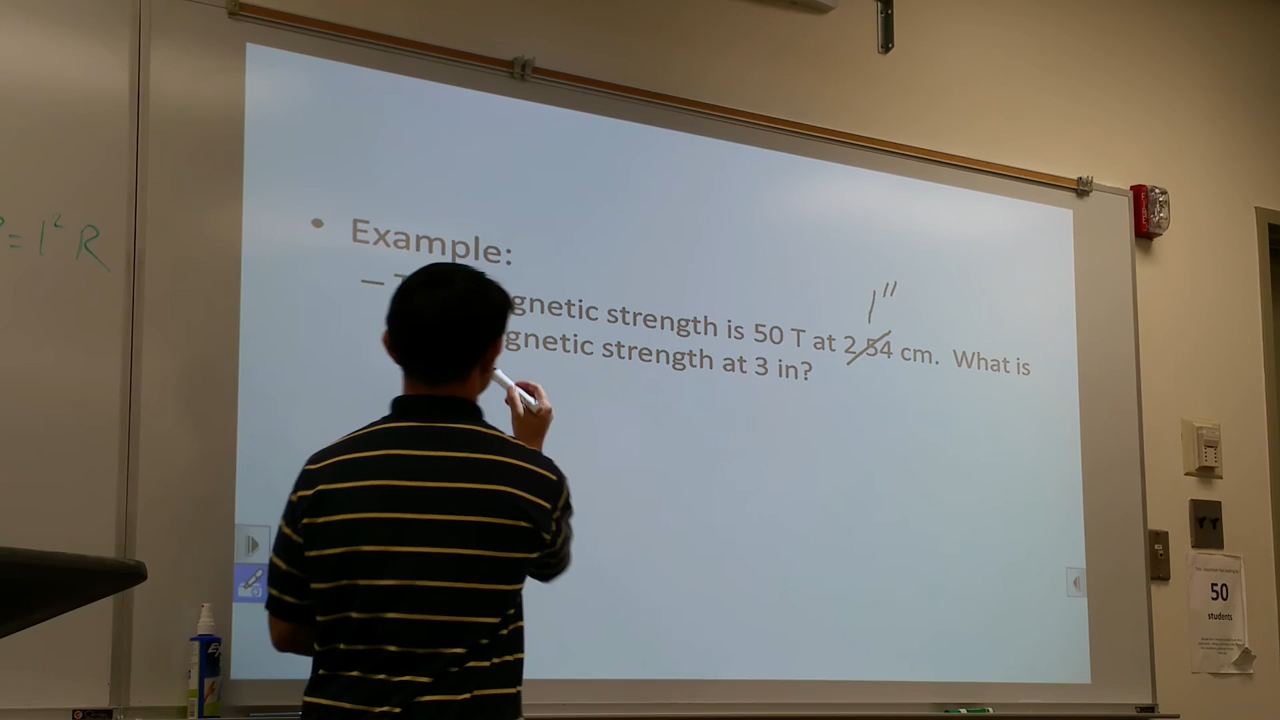 = I² R
• Example:
1"
gnetic strength is 50 T at 2.54 cm. What is
gnetic strength at 3 in?
50
students